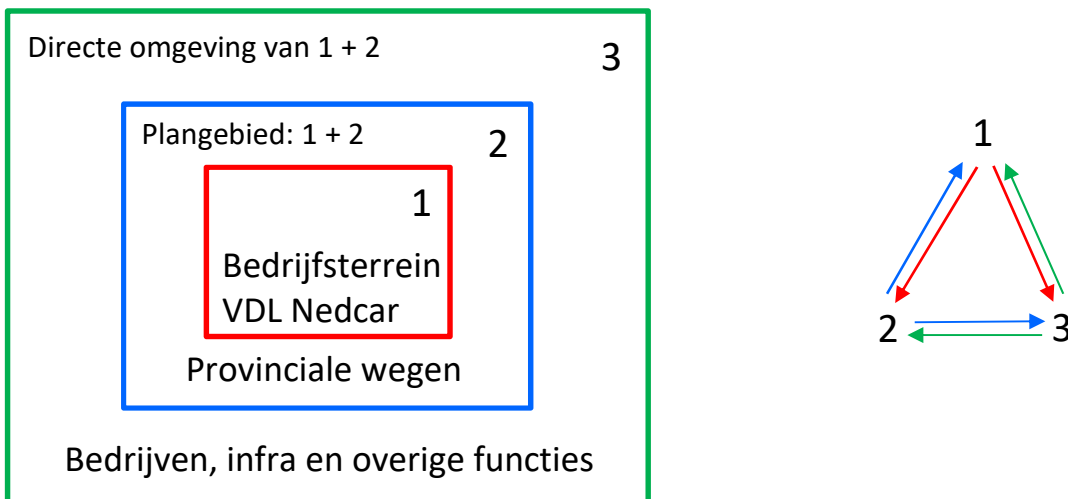 Directe omgeving van 1 + 2
3
Plangebied: 1 + 2
2
1
Bedrijfsterrein
VDL Nedcar
Provinciale wegen
Bedrijven, infra en overige functies
1
2
3